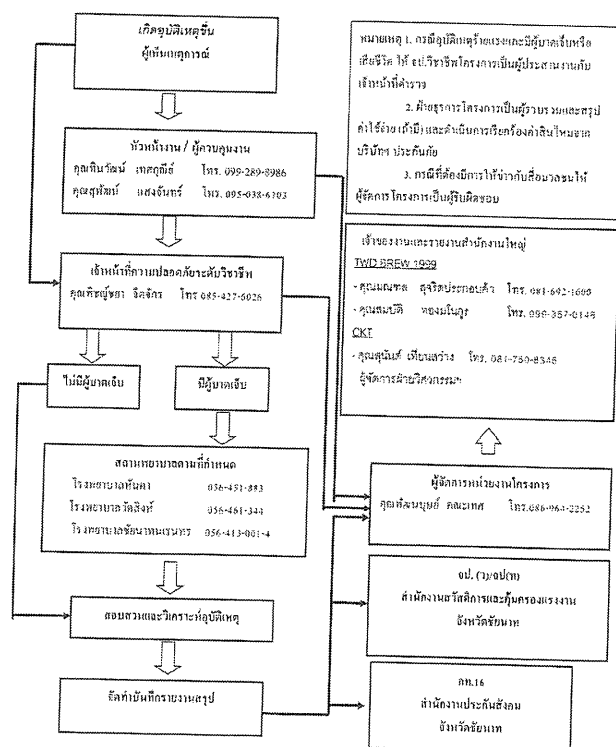 เกิดอุบัติเหตุขึ้น
ผู้เห็นเหตุการณ์
หัวหน้างาน / ผู้ควบคุมงาน
คุณทินวัฒน์ เทศกุณีย์ โทร. 099-289-8986
คุณสุพัฒน์ แสงจันทร์ โทร.
เจ้าหน้าที่ความปลอดภัยระดับวิชาชีพ
จิตจักร โทร 085-427-6026
ไม่มีผู้บาดเจ็บ
มีผู้บาดเจ็บ
สถานพยาบาลตามที่กำหนด
โรงพยาบาลหันคา 056-451-883
โรงพยาบาลวัดสิงห์ 056-461-344
โรงพยาบาลชัยนาทนเรนทร 056-413-001-4
สอบสวนและวิเคราะห์อุบัติเหตุ
จัดทำบันทึกรายงานสรุป
หมายเหตุ 1. กรณีอุบัติเหตุร้ายแรงและมีผู้บาดเจ็บหรือ
เสียชีวิต ให้ จป.วิชาชีพโครงการเป็นผู้ประสานงานกับ
เจ้าหน้าที่ตำรวจ
2. ฝ่ายธุรการโครงการเป็นผู้รวบรวมและสรุป
ค่าใช้จ่าย (ถ้ามี) และดำเนินการเรียกร้องค่าสินไหมจาก
บริษัทฯ ประกันภัย
3. กรณีที่ต้องมีการให้ข่าวกับสื่อมวลชนให้
ผู้จัดการโครงการเป็นผู้รับผิดชอบ
เจ้าของงานและรายงานสำนักงานใหญ่
TWD BREW 1999
-คุณมณฑล สุจริตประกอบค้า โทร.
-คุณสมบัติ โทร.
CKT
-คุณสุนันท์ เทียนสว่าง โทร. 081-750-8345
ผู้จัดการฝ่ายวิศวกรรมฯ
ผู้จัดการหน่วยงานโครงการ
คณะเทศ โทร.086-964-2252
จป. (ว)/จป(ท)
สำนักงานสวัสดิการและคุ้มครองแรงงาน
จังหวัดชัยนาท
กท.16
สำนักงานประกันสังคม
จังหวัดชัยนาท